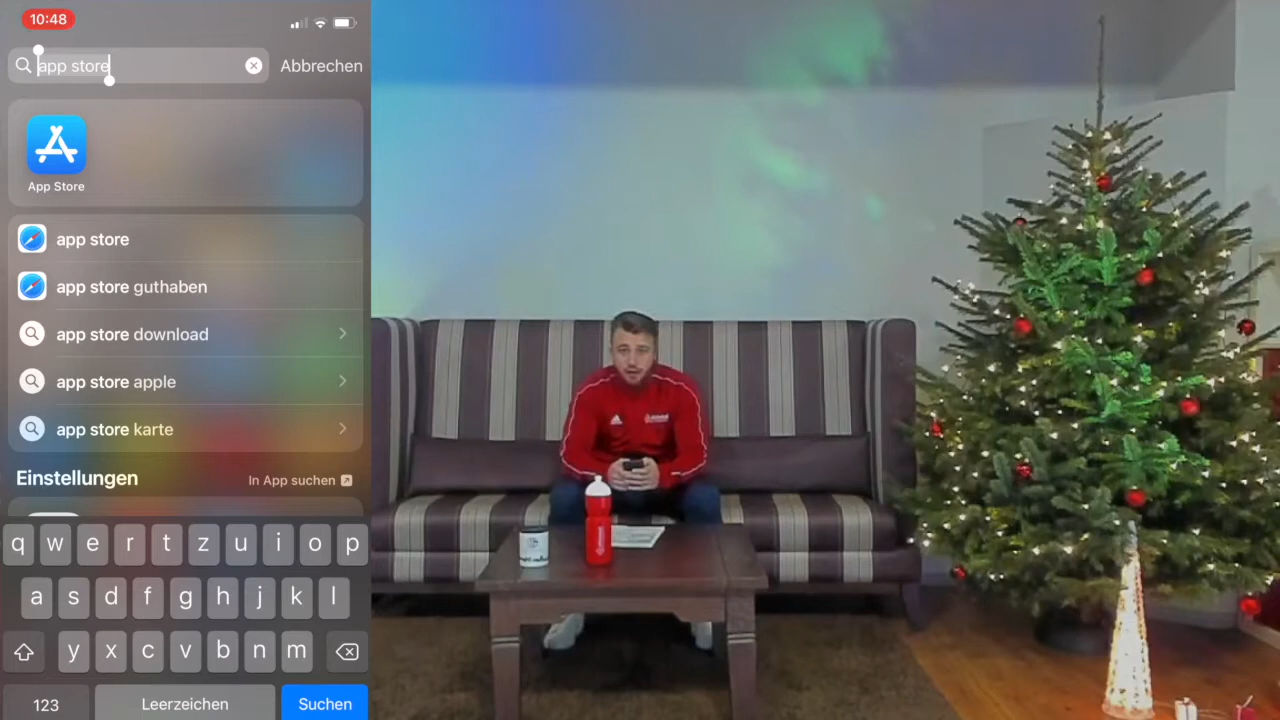 10:48
app store
Abbrechen
App Store
app store
app store guthaben
app store download
app store apple
app store karte
Einstellungen
In App suchen
q w e r t z u i o p
a s d f g h j k l
y x c v b n m
123
Leerzeichen
Suchen